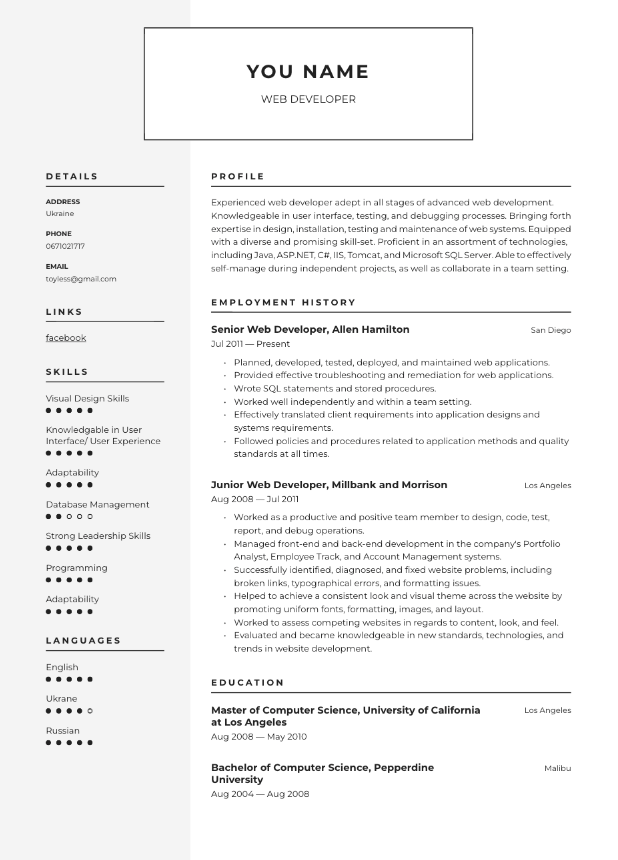 YOU NAME
WEB DEVELOPER
DETAILS
ADDRESS
Ukraine
PHONE
0671021717
EMAIL
toyless@gmail.com
LINKS
facebook
SKILLS
Visual Design Skills
Knowledgable in User
Interface/ User Experience
Adaptability
Database Management
Strong Leadership Skills
Programming
Adaptability
LANGUAGES
English
Ukrane
Russian
PROFILE
Experienced web developer adept in all stages of advanced web development.
Knowledgeable in user interface, testing, and debugging processes. Bringing forth
expertise in design, installation, testing and maintenance of web systems. Equipped
with a diverse and promising skill-set. Proficient in an assortment of technologies,
including Java, ASP.NET, C#, IIS, Tomcat, and Microsoft SQL Server. Able to effectively
self-manage during independent projects, as well as collaborate in a team setting.
EMPLOYMENT HISTORY
Senior Web Developer, Allen Hamilton San Diego
Jul 2011 — Present
• Planned, developed, tested, deployed, and maintained web applications.
• Provided effective troubleshooting and remediation for web applications.
• Wrote SQL statements and stored procedures.
• Worked well independently and within a team setting.
• Effectively translated client requirements into application designs and
systems requirements.
• Followed policies and procedures related to application methods and quality
standards at all times.
Junior Web Developer, Millbank and Morrison Los Angeles
Aug 2008 — Jul 2011
• Worked as a productive and positive team member to design, code, test,
report, and debug operations.
• Managed front-end and back-end development in the company's Portfolio
Analyst, Employee Track, and Account Management systems.
• Successfully identified, diagnosed, and fixed website problems, including
broken links, typographical errors, and formatting issues.
• Helped to achieve a consistent look and visual theme across the website by
promoting uniform fonts, formatting, images, and layout.
• Worked to assess competing websites in regards to content, look, and feel.
• Evaluated and became knowledgeable in new standards, technologies, and
trends in website development.
EDUCATION
Master of Computer Science, University of California Los Angeles
at Los Angeles
Aug 2008 — May 2010
Bachelor of Computer Science, Pepperdine Malibu
University
Aug 2004 — Aug 2008